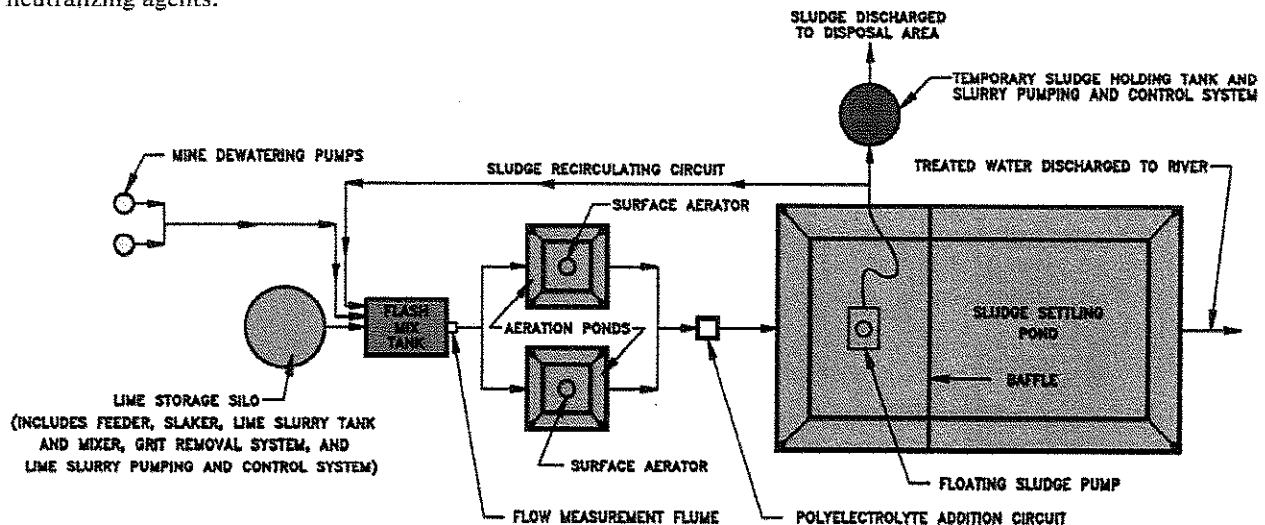 neutralizing agents.
SLUDGE DISCHARGED
TO DISPOSAL AREA
TEMPORARY SLUDGE HOLDING TANK AND
SLURRY PUMPING AND CONTROL SYSTEM
MINE DEWATERING PUMPS
SLUDGE RECIRCULATING CIRCUIT
TREATED WATER DISCHARGED TO RIVER
SURFACE AERATOR
FLASH
MIX
TANK
AERATION PONDS
SLUDGE SETTLING
POND
BAFFLE
LIME STORAGE SILO
(INCLUDES FEEDER, SLAKER, LIME SLURRY TANK
AND MIXER, GRIT REMOVAL SYSTEM, AND
LIME SLURRY PUMPING AND CONTROL SYSTEM)
SURFACE AERATOR
FLOATING SLUDGE PUMP
FLOW MEASUREMENT FLUME
POLYELECTROLYTE ADDITION CIRCUIT